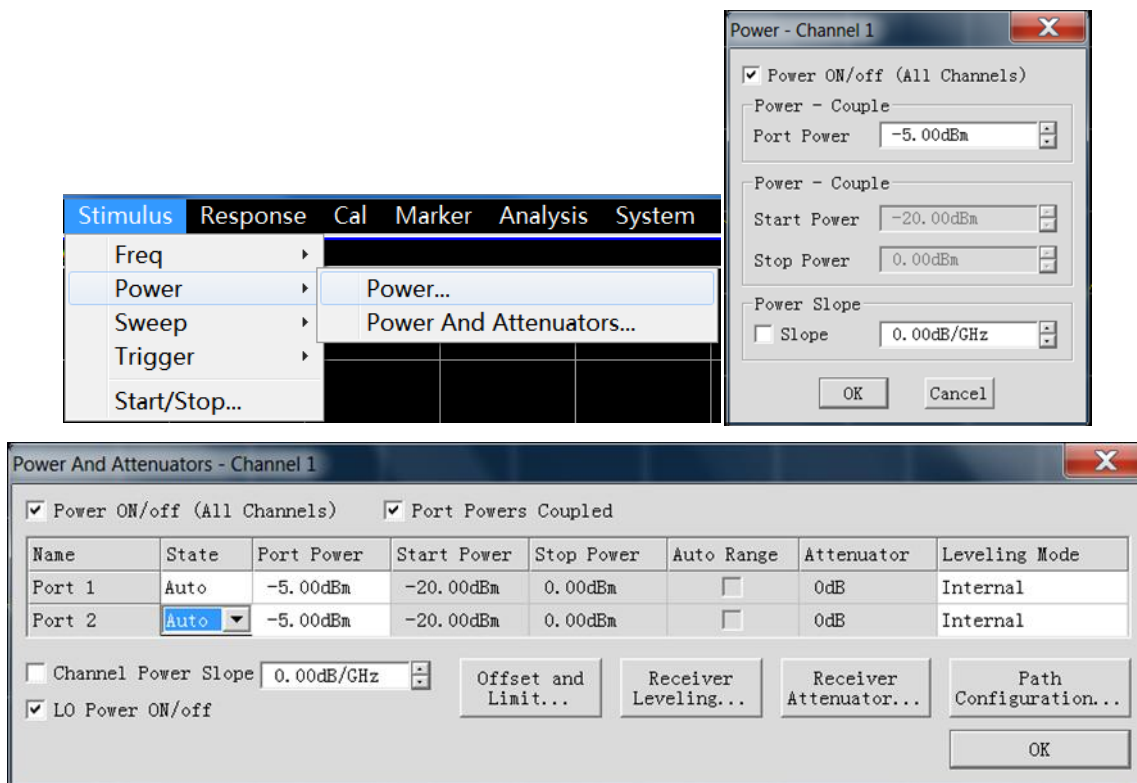 Stimulus Response Cal Marker Analysis System
Freq
Power
Sweep
Trigger
Start/Stop...
Power...
Power And Attenuators...
Power - Channel 1
Power ON/off (All Channels)
Power - Couple
Port Power -5.00dBm
Power - Couple
Start Power -20.00dBm
Stop Power 0.00dBm
Power Slope
Slope 0.00dB/GHz
OK Cancel
Power And Attenuators - Channel 1
Power ON/off (All Channels) Port Powers Coupled
Name State Port Power Start Power Stop Power Auto Range Attenuator Leveling Mode
Port 1 Auto -5.00dBm -20.00dBm 0.00dBm 0dB Internal
Port 2 Auto -5.00dBm -20.00dBm 0.00dBm 0dB Internal
Channel Power Slope 0.00dB/GHz
LO Power ON/off
Offset and
Limit...
Receiver
Leveling...
Receiver
Attenuator...
Path
Configuration...
OK